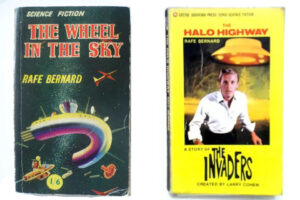 SCIENCE FICTION
THE WHEEL
IN THE SKY
RAFE BERNARD
1/6
THE
HALO HIGHWAY
RAFE BERNARD
A STORY OF
THE
INVADERS
CREATED BY LARRY COHEN